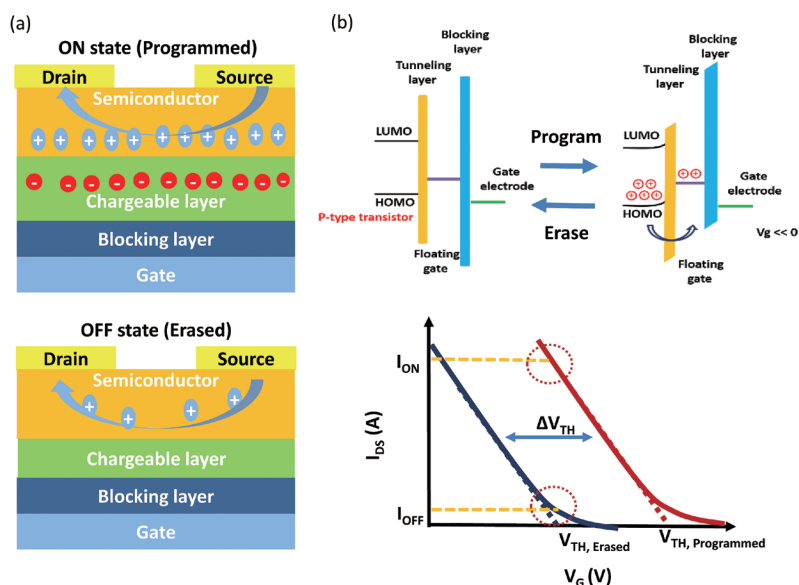 (a)
ON state (Programmed)
Drain
Source
Semiconductor
+ + + + + + + + + + +
- - - - - - - - - - -
Chargeable layer
Blocking layer
Gate
OFF state (Erased)
Drain
Source
Semiconductor
+ + + +
Chargeable layer
Blocking layer
Gate
(b)
Blocking
layer
Tunneling
layer
LUMO
HOMO
P-type transistor
Gate
electrode
Floating
gate
Program
Erase
Blocking
layer
Tunneling
layer
LUMO
HOMO
++
++
+++
Gate
electrode
Vg << 0
Floating
gate
I_ON
I_OFF
I_DS (A)
ΔV_TH
V_TH, Erased
V_TH, Programmed
V_G (V)